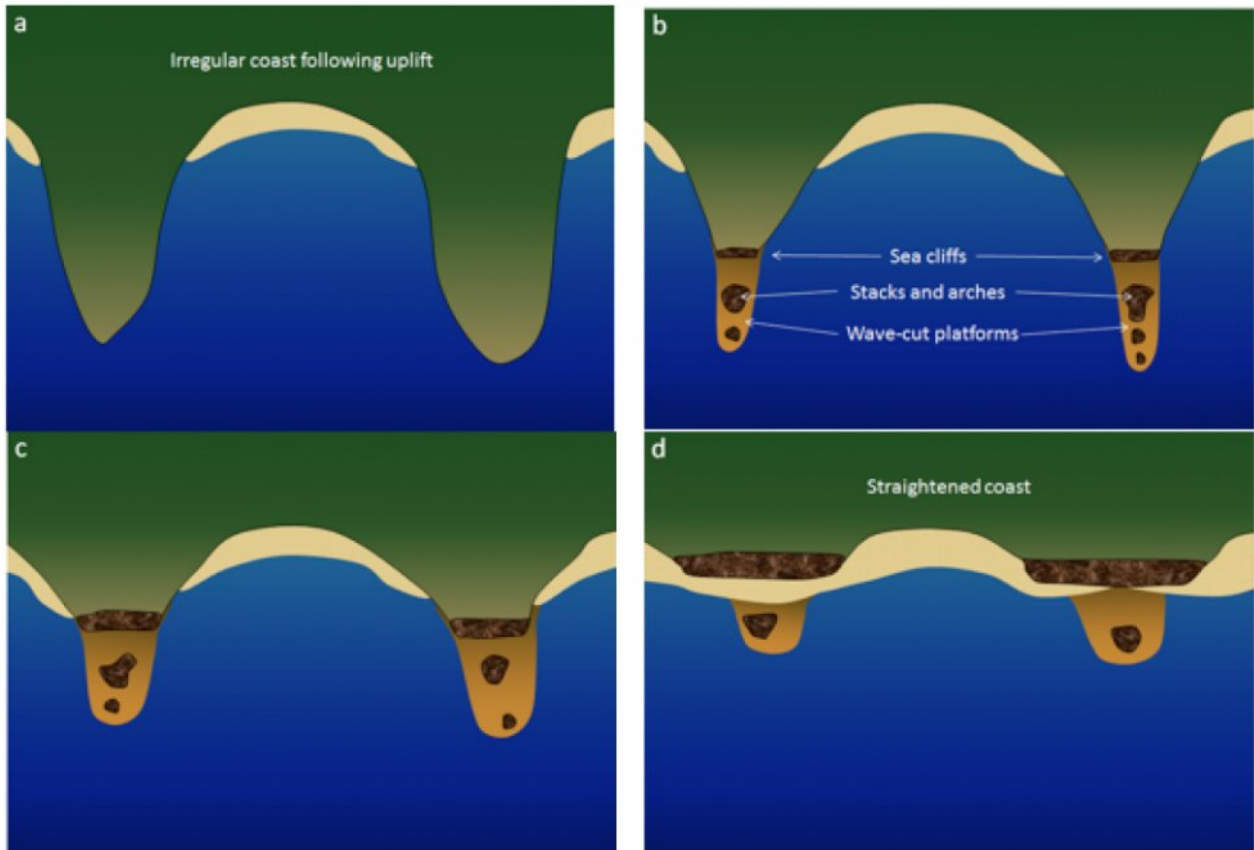 a
Irregular coast following uplift
b
Sea cliffs
Stacks and arches
Wave-cut platforms
c
d
Straightened coast